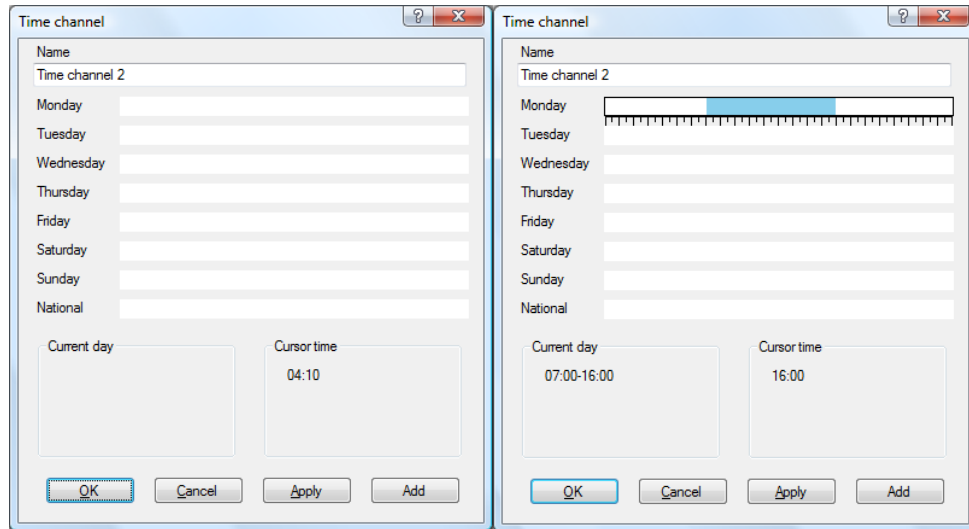 Time channel
Name
Time channel 2
Monday
Tuesday
Wednesday
Thursday
Friday
Saturday
Sunday
National
Current day
Cursor time
04:10
OK
Cancel
Apply
Add
Time channel
Name
Time channel 2
Monday
Tuesday
Wednesday
Thursday
Friday
Saturday
Sunday
National
Current day
07:00-16:00
Cursor time
16:00
OK
Cancel
Apply
Add